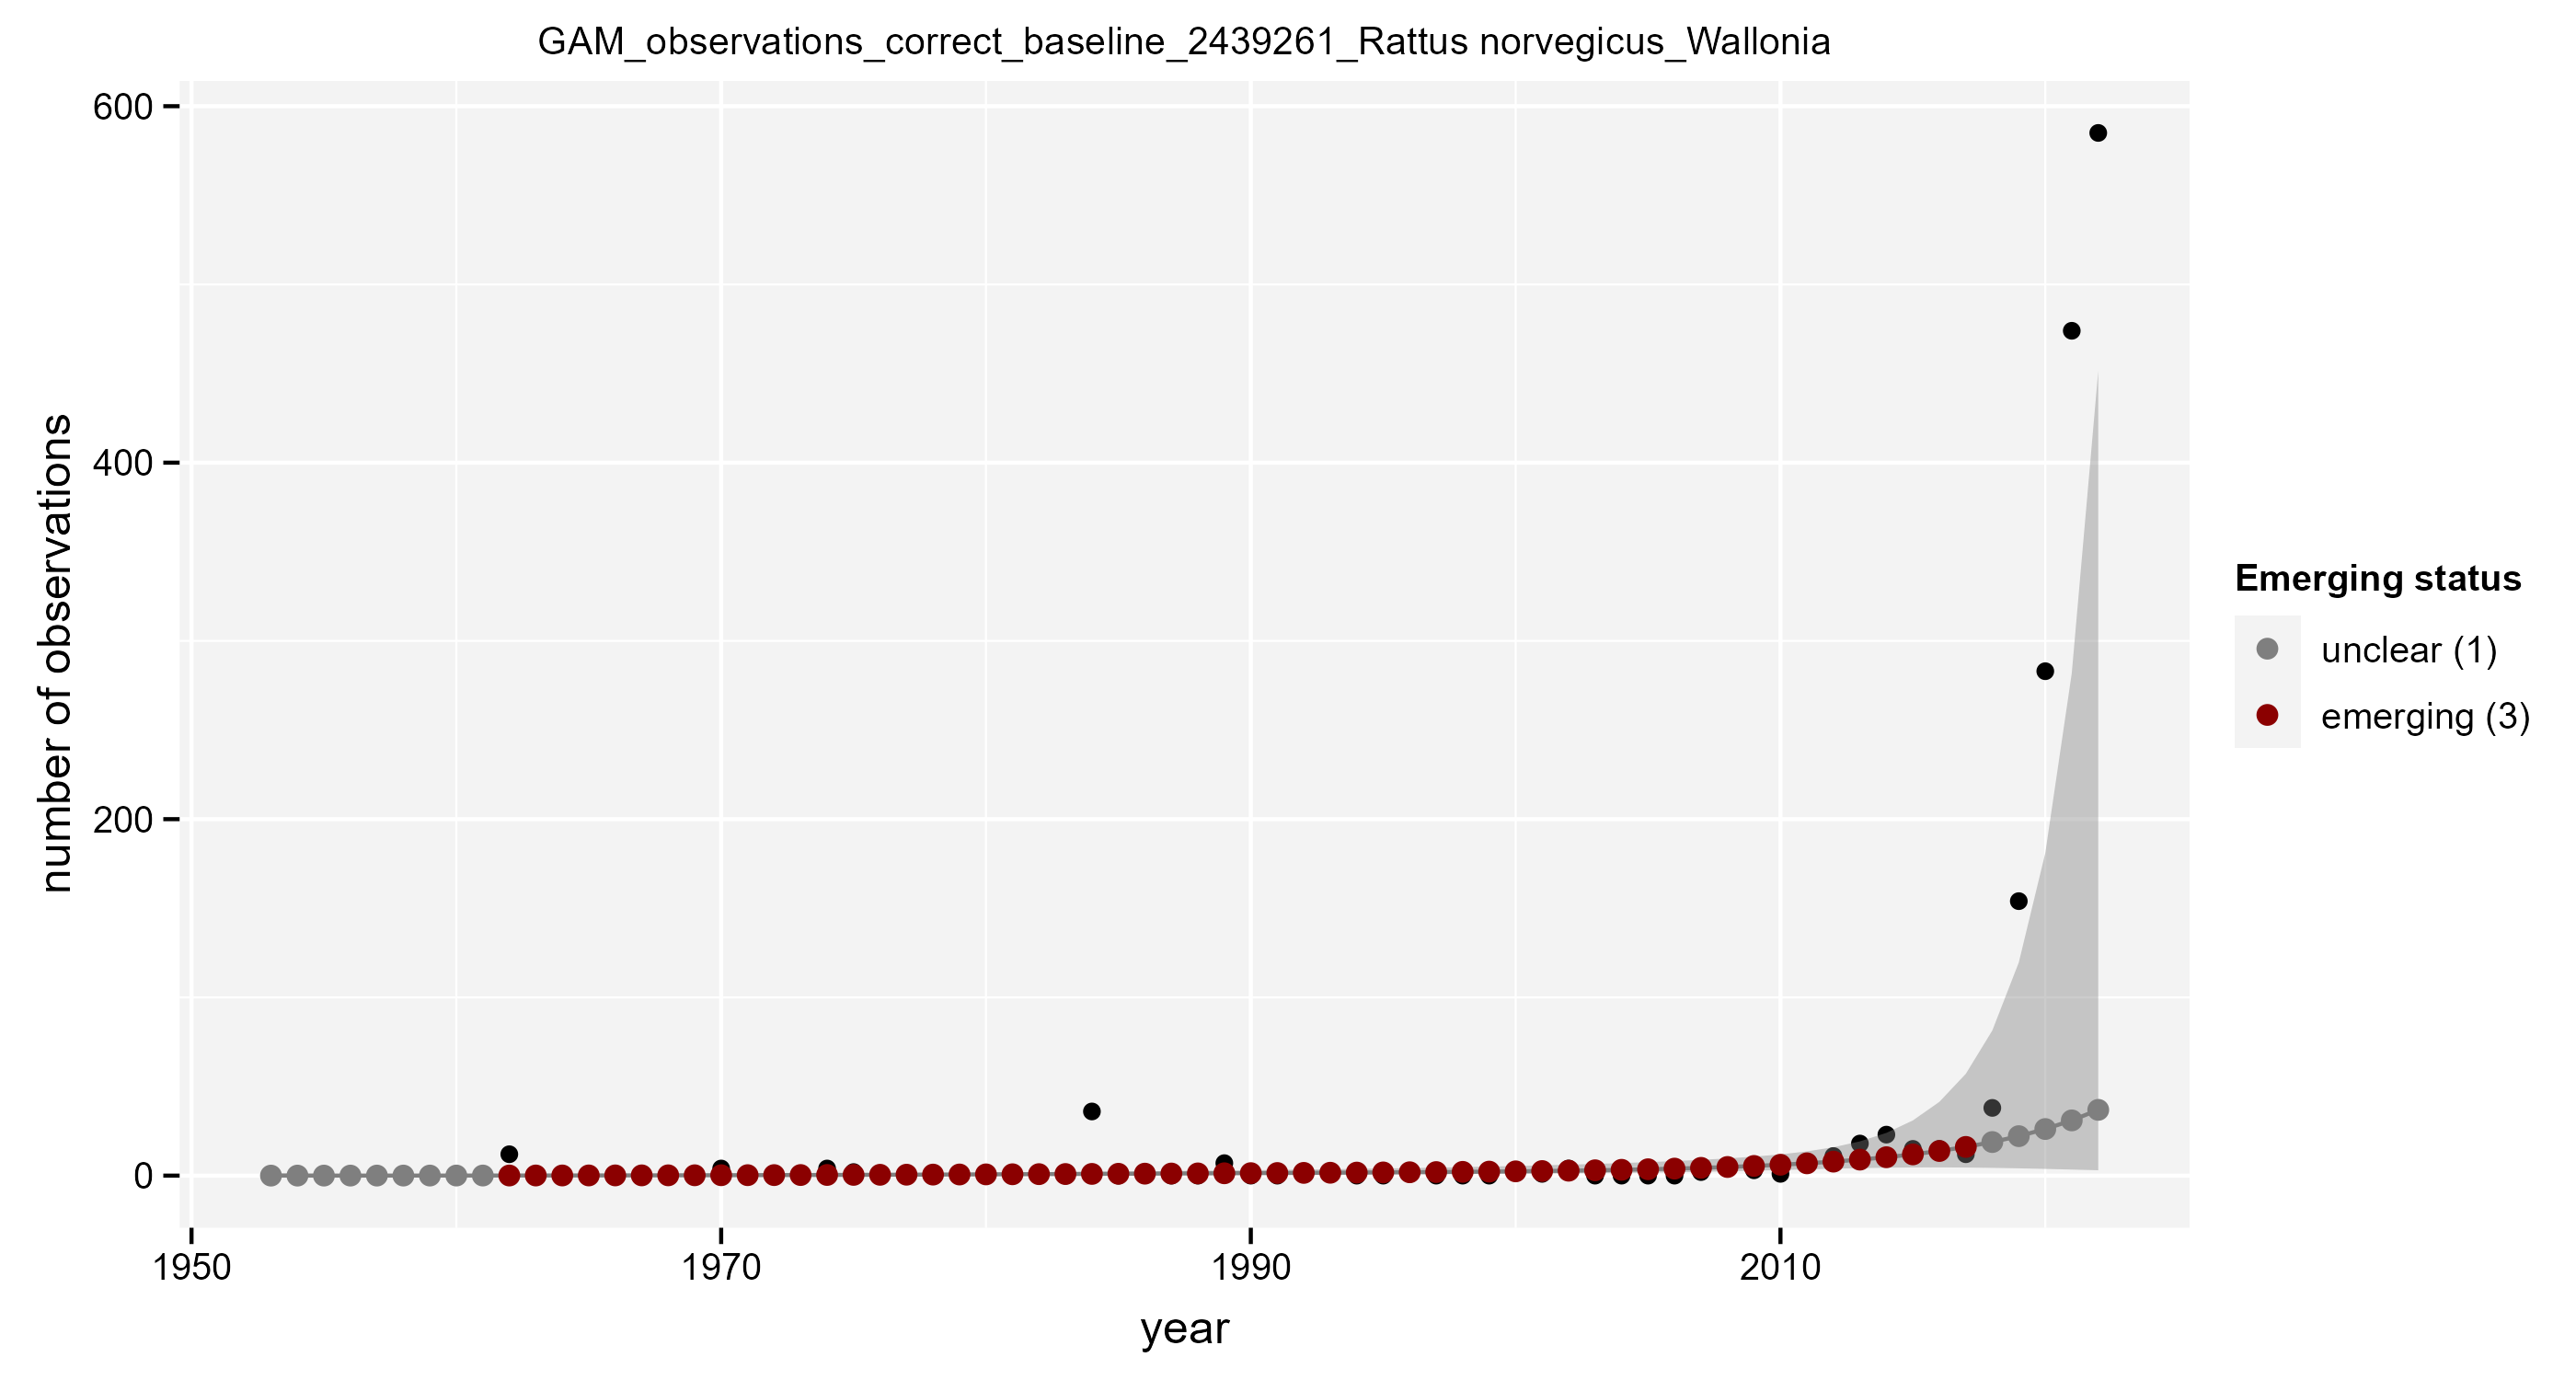 GAM_observations_correct_baseline_2439261_Rattus norvegicus_Wallonia
600
400
200
0
number of observations
1950
1970
1990
2010
year
Emerging status
unclear (1)
emerging (3)